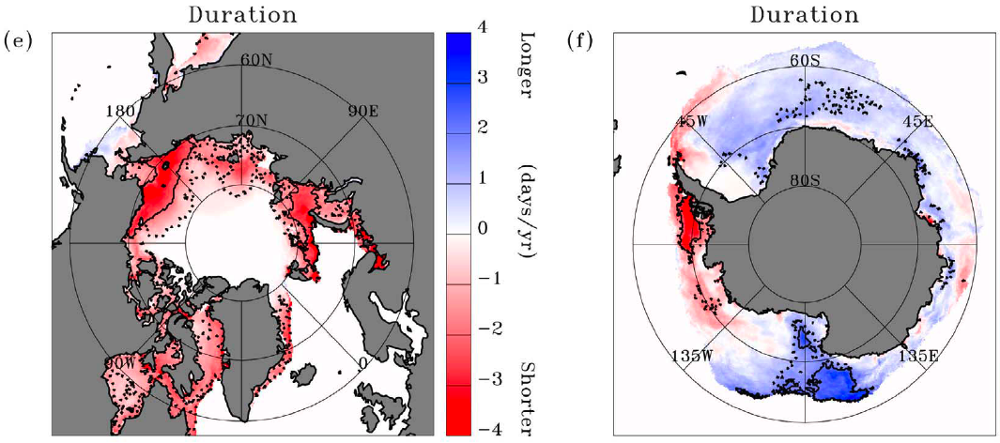 Duration
(e)
60N
180
90E
70N
90W
0
4
3
2
1
0
−1
−2
−3
−4
Longer
(days/yr)
Shorter
Duration
(f)
60S
45W
45E
80S
135W
135E